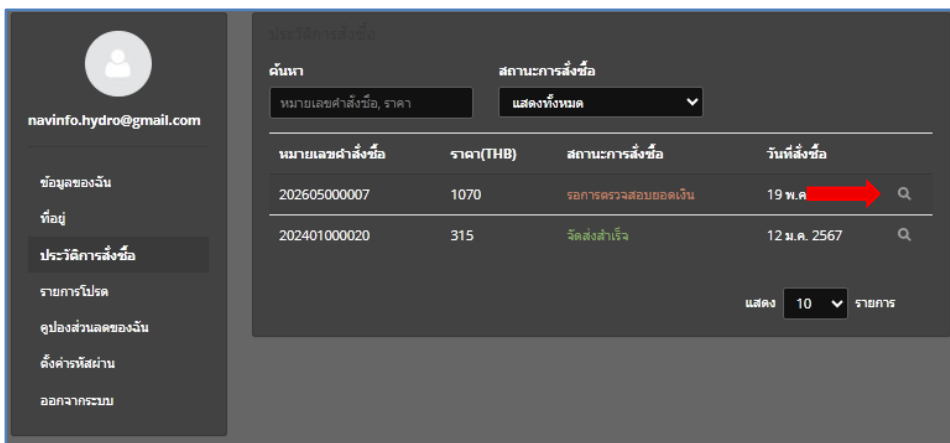 navinfo.hydro@gmail.com
ข้อมูลของฉัน
ที่อยู่
ประวัติการสั่งซื้อ
รายการโปรด
คูปองส่วนลดของฉัน
ตั้งค่ารหัสผ่าน
ออกจากระบบ
ประวัติการสั่งซื้อ
ค้นหา สถานะการสั่งซื้อ
หมายเลขคำสั่งซื้อ, ราคา แสดงทั้งหมด
หมายเลขคำสั่งซื้อ ราคา(THB) สถานะการสั่งซื้อ วันที่สั่งซื้อ
202605000007 1070 รอการตรวจสอบยอดเงิน 19 พ.ค
202401000020 315 จัดส่งสำเร็จ 12 ม.ค. 2567
แสดง 10 รายการ